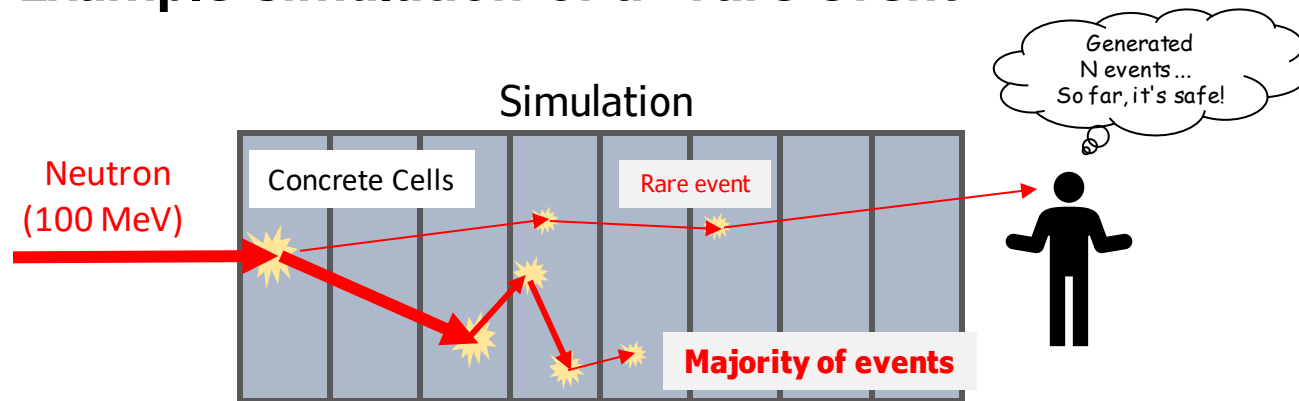 Generated
N events...
So far, it's safe!
Simulation
Neutron
(100 MeV)
Concrete Cells
Rare event
Majority of events